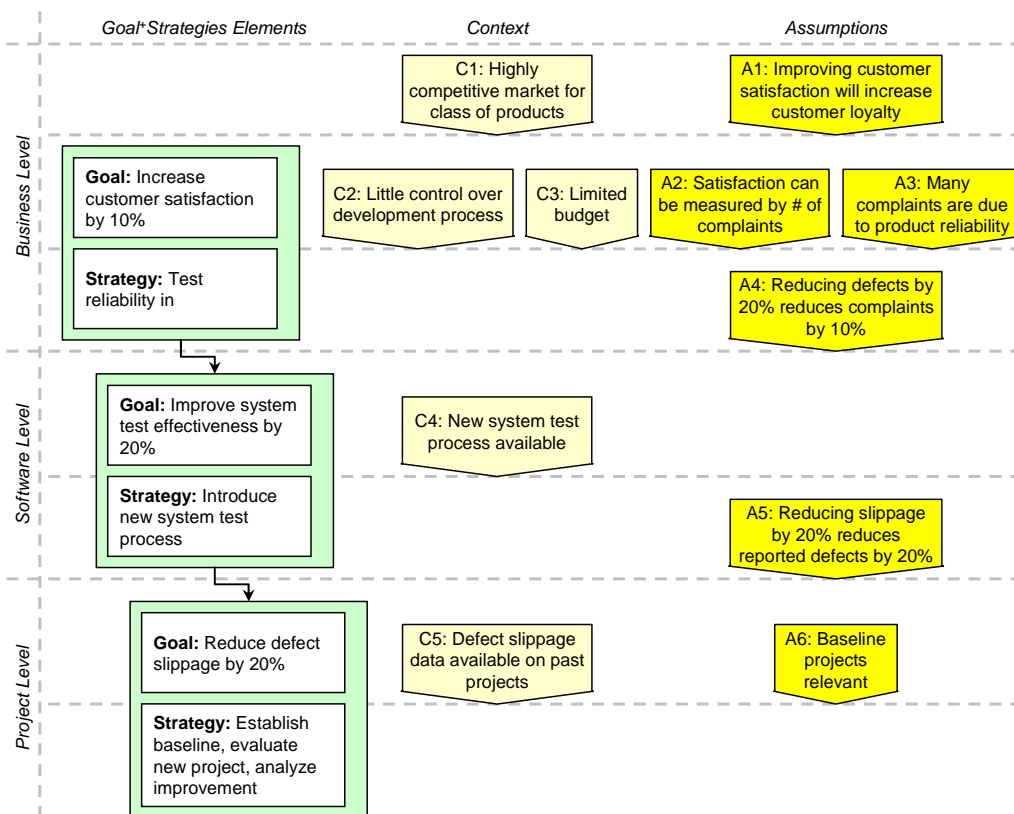 Goal+Strategies Elements
Context
Assumptions
Business Level
C1: Highly
competitive market for
class of products
A1: Improving customer
satisfaction will increase
customer loyalty
Goal: Increase
customer satisfaction
by 10%
C2: Little control over
development process
C3: Limited
budget
A2: Satisfaction can
be measured by # of
complaints
A3: Many
complaints are due
to product reliability
Strategy: Test
reliability in
A4: Reducing defects by
20% reduces complaints
by 10%
Software Level
Goal: Improve system
test effectiveness by
20%
C4: New system test
process available
Strategy: Introduce
new system test
process
A5: Reducing slippage
by 20% reduces
reported defects by 20%
Project Level
Goal: Reduce defect
slippage by 20%
C5: Defect slippage
data available on past
projects
A6: Baseline
projects
relevant
Strategy: Establish
baseline, evaluate
new project, analyze
improvement